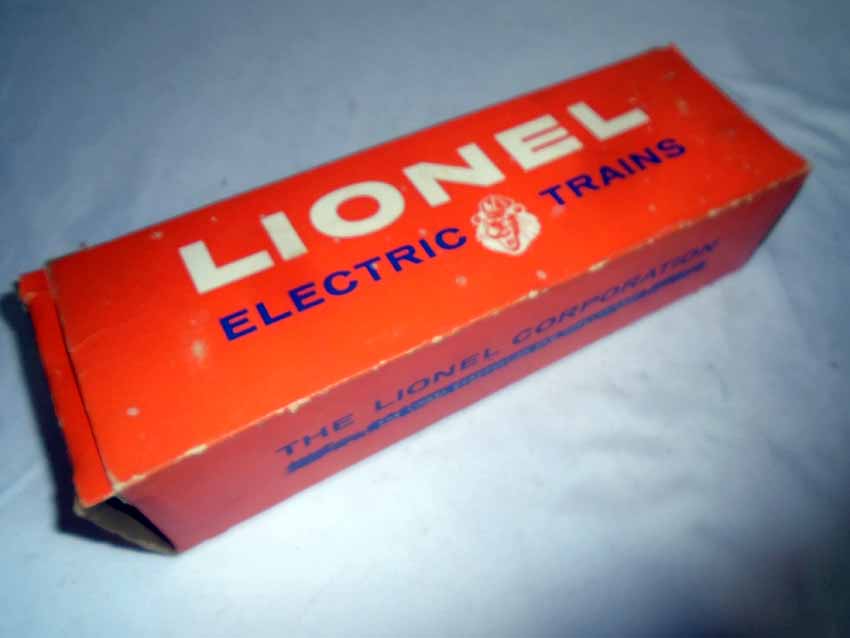 LIONEL
ELECTRIC TRAINS
THE LIONEL CORPORATION